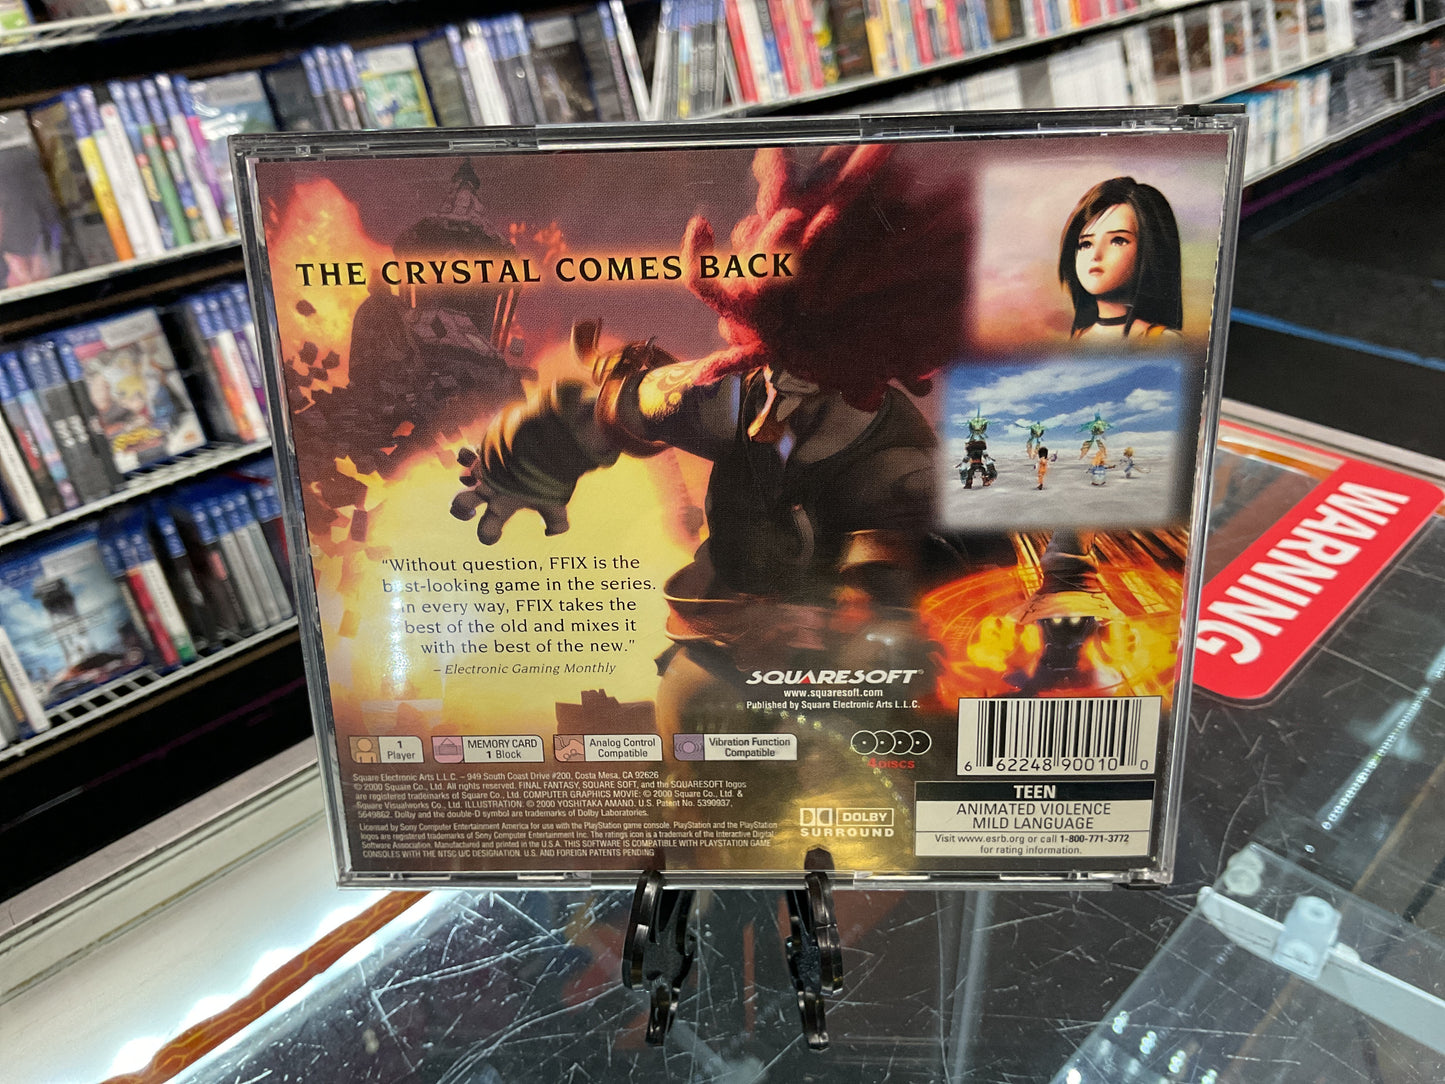 THE CRYSTAL COMES BACK
"Without question, FFIX is the
best-looking game in the series.
In every way, FFIX takes the
best of the old and mixes it
with the best of the new."
– Electronic Gaming Monthly
SQUARESOFT®
www.squaresoft.com
Published by Square Electronic Arts L.L.C.
1
Player
MEMORY CARD
1 Block
Analog Control
Compatible
Vibration Function
Compatible
4 DISCS
6 62248 90010 0
Square Electronic Arts L.L.C. – 949 South Coast Drive #200, Costa Mesa, CA 92626
© 2000 Square Co., Ltd. All rights reserved. FINAL FANTASY, SQUARE SOFT, and the SQUARESOFT logos
are registered trademarks of Square Co., Ltd. COMPUTER GRAPHICS MOVIE: © 2000 Square Co., Ltd. &
Square Visualworks Co., Ltd. ILLUSTRATION: © 2000 YOSHITAKA AMANO. U.S. Patent No. 5390937,
5649862. Dolby and the double-D symbol are trademarks of Dolby Laboratories.
Licensed by Sony Computer Entertainment America for use with the PlayStation game console. PlayStation and the PlayStation
logos are registered trademarks of Sony Computer Entertainment Inc. The ratings icon is a trademark of the Interactive Digital
Software Association. Manufactured and printed in the U.S.A. THIS SOFTWARE IS COMPATIBLE WITH PLAYSTATION GAME
CONSOLES WITH THE NTSC U/C DESIGNATION. U.S. AND FOREIGN PATENTS PENDING
DOLBY
SURROUND
TEEN
ANIMATED VIOLENCE
MILD LANGUAGE
Visit www.esrb.org or call 1-800-771-3772
for rating information.
WARNING